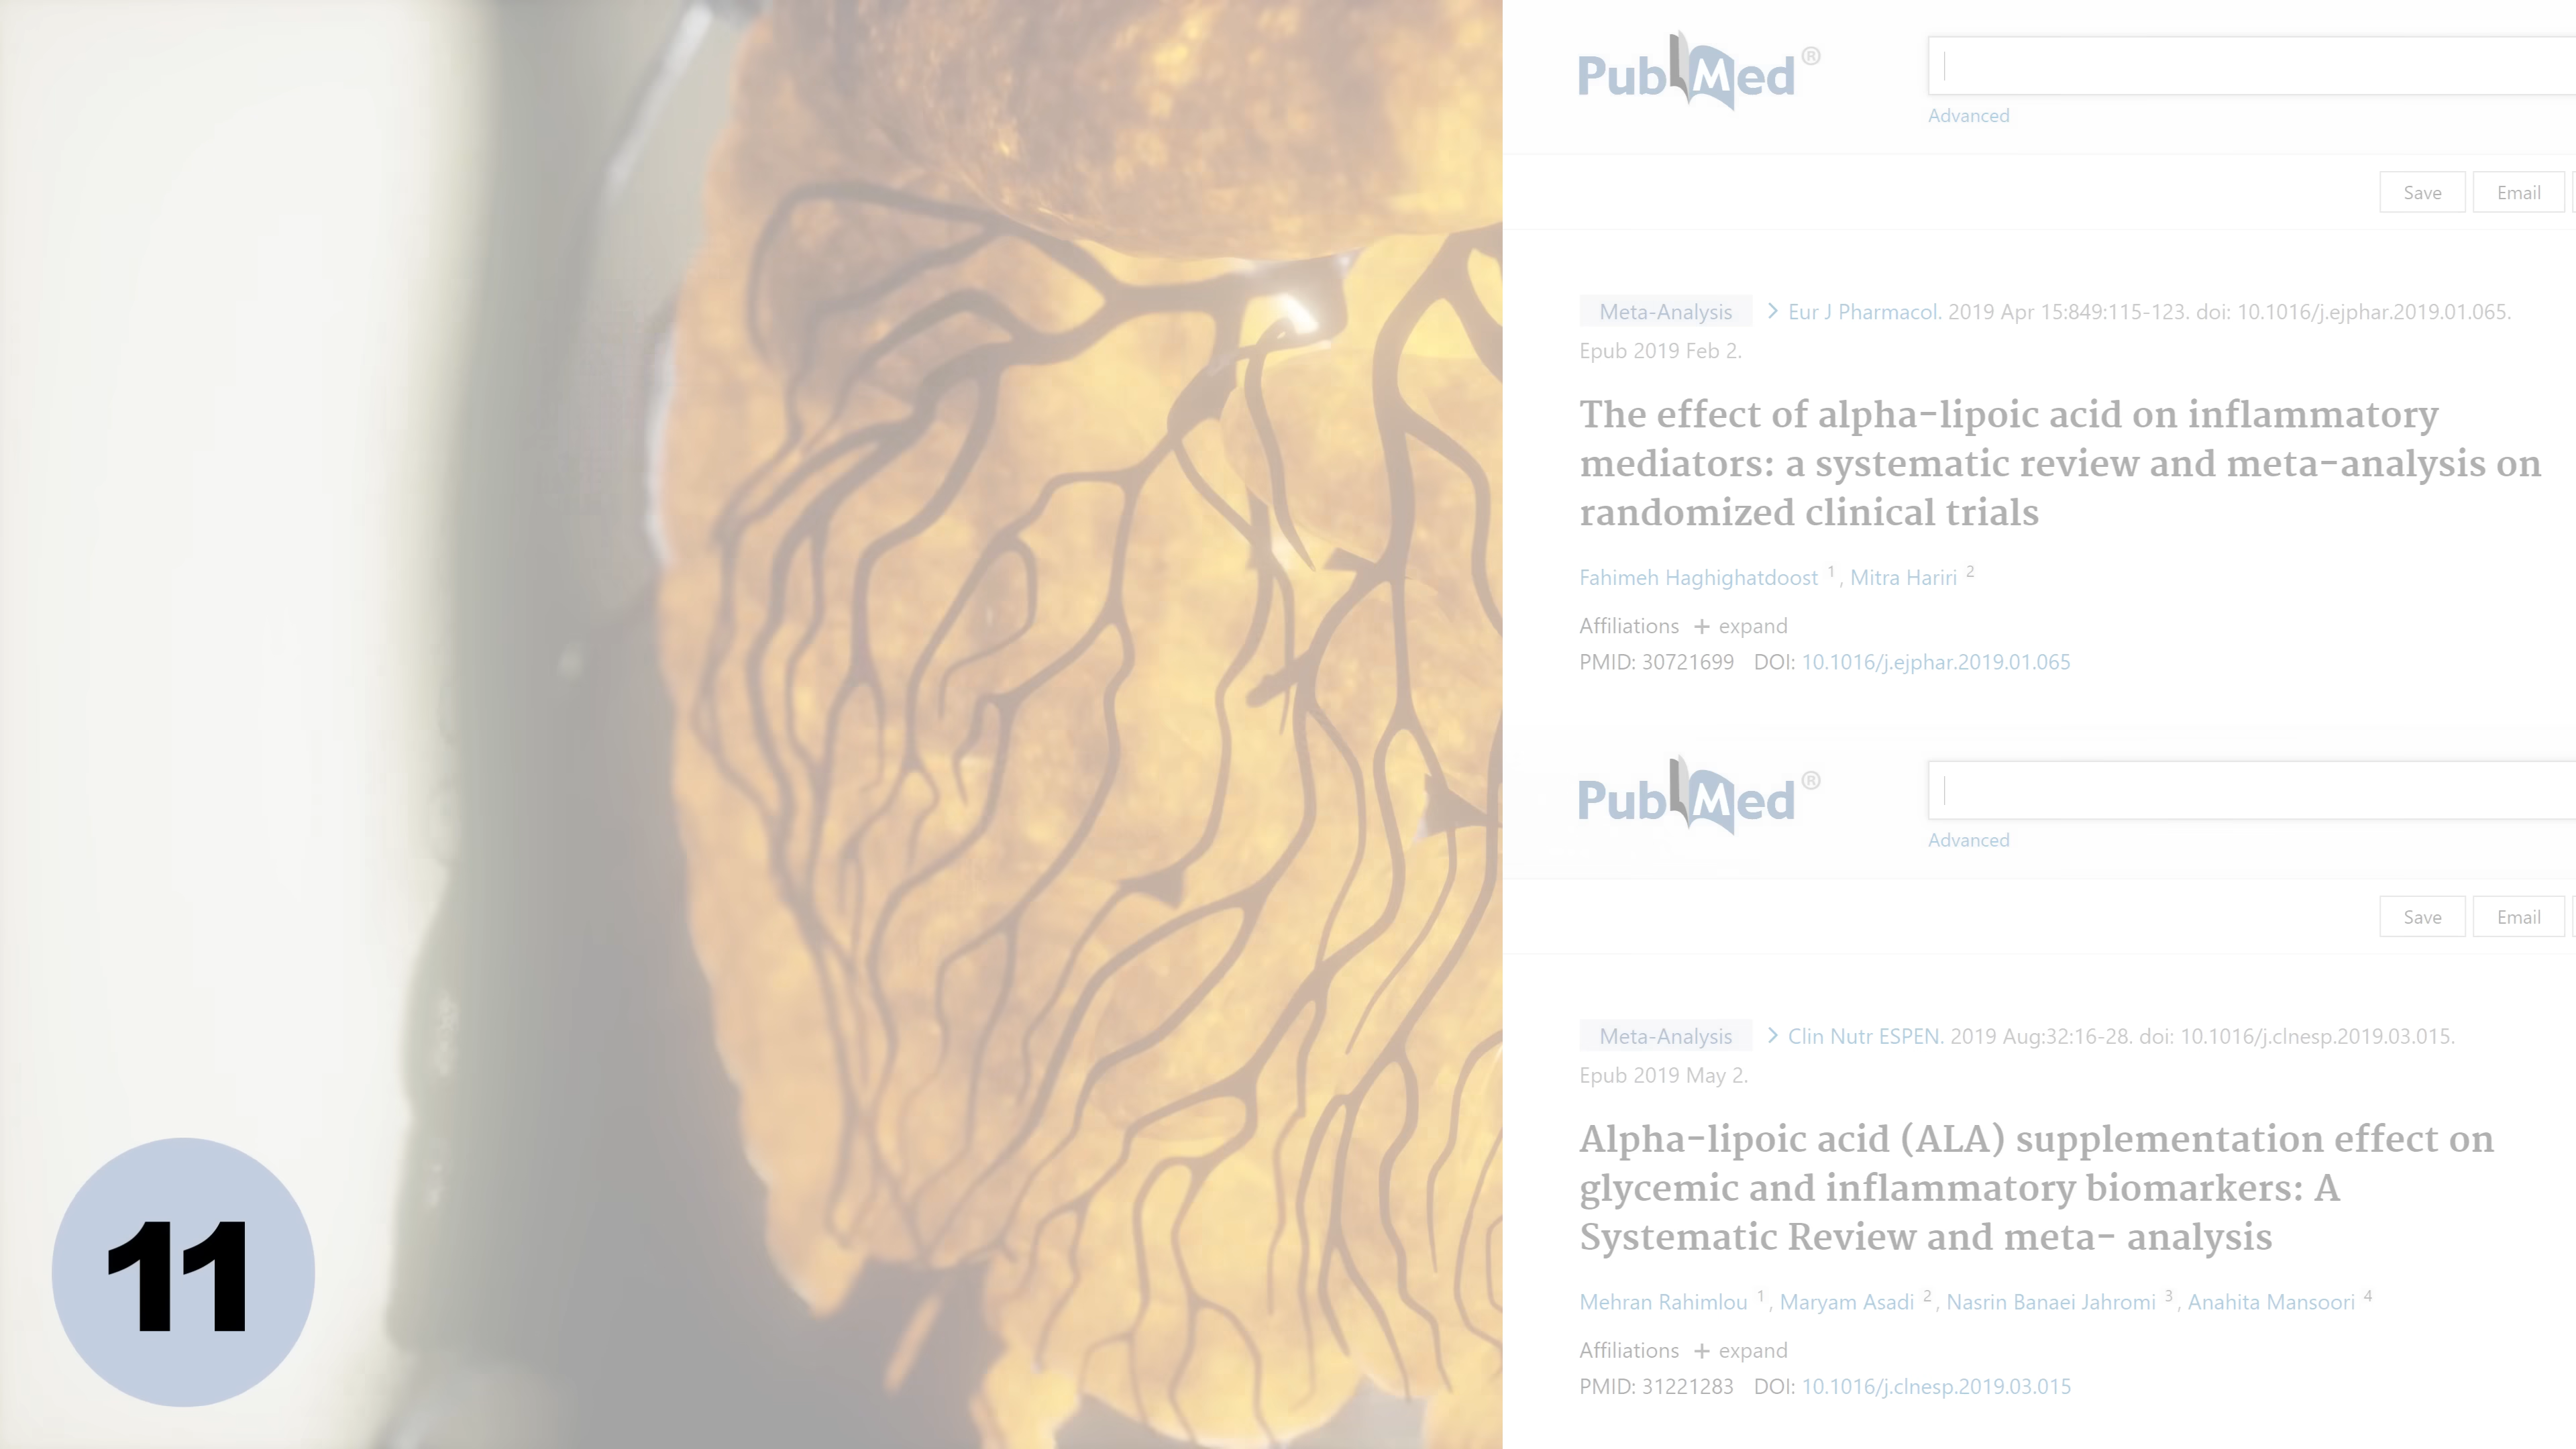 11
PubMed®
Advanced
Save Email
Meta-Analysis > Eur J Pharmacol. 2019 Apr 15:849:115-123. doi: 10.1016/j.ejphar.2019.01.065.
Epub 2019 Feb 2.
The effect of alpha-lipoic acid on inflammatory
mediators: a systematic review and meta-analysis on
randomized clinical trials
Fahimeh Haghighatdoost 1, Mitra Hariri 2
Affiliations + expand
PMID: 30721699 DOI: 10.1016/j.ejphar.2019.01.065
PubMed®
Advanced
Save Email
Meta-Analysis > Clin Nutr ESPEN. 2019 Aug:32:16-28. doi: 10.1016/j.clnesp.2019.03.015.
Epub 2019 May 2.
Alpha-lipoic acid (ALA) supplementation effect on
glycemic and inflammatory biomarkers: A
Systematic Review and meta- analysis
Mehran Rahimlou 1, Maryam Asadi 2, Nasrin Banaei Jahromi 3, Anahita Mansoori 4
Affiliations + expand
PMID: 31221283 DOI: 10.1016/j.clnesp.2019.03.015